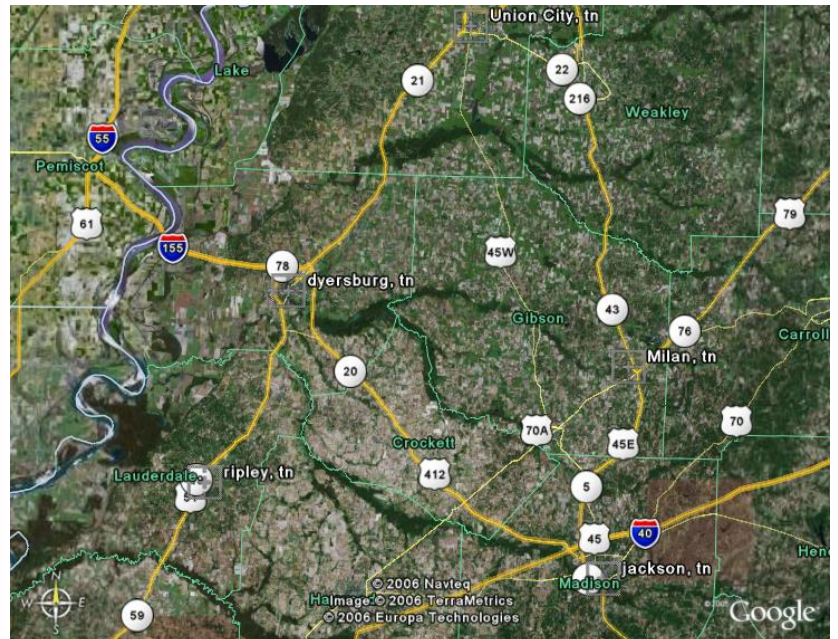 Union City, tn
Lake
21
22
216
Weakley
55
Pemiscot
61
79
155
45W
78
dyersburg, tn
43
Gibson
76
Carroll
Milan, tn
20
70
70A
45E
Crockett
412
ripley, tn
Lauderdale
5
45
40
jackson, tn
Madison
N
W E
S
59
© 2006 Navteq
Image © 2006 TerraMetrics
© 2006 Europa Technologies
Google